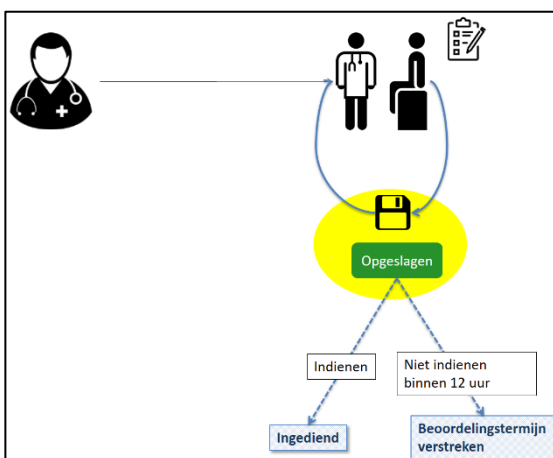 Opgeslagen
Indienen
Niet indienen
binnen 12 uur
Ingediend
Beoordelingstermijn
verstreken